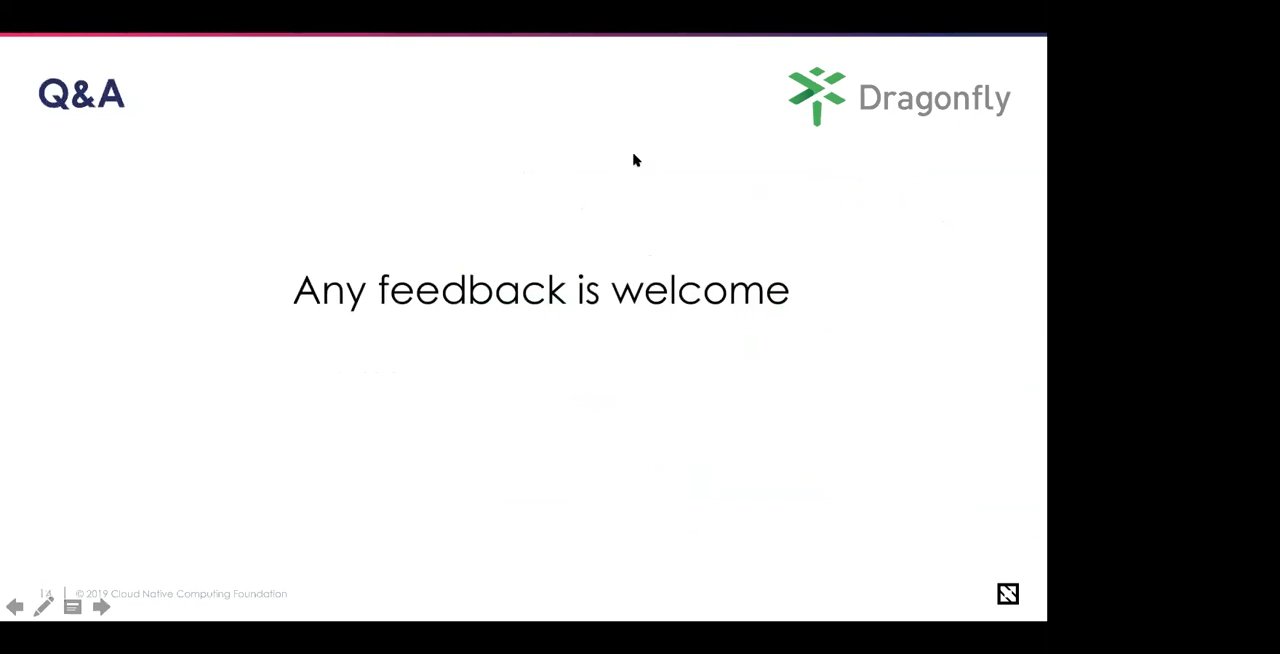 Q&A
Dragonfly
Any feedback is welcome
14
© 2019 Cloud Native Computing Foundation